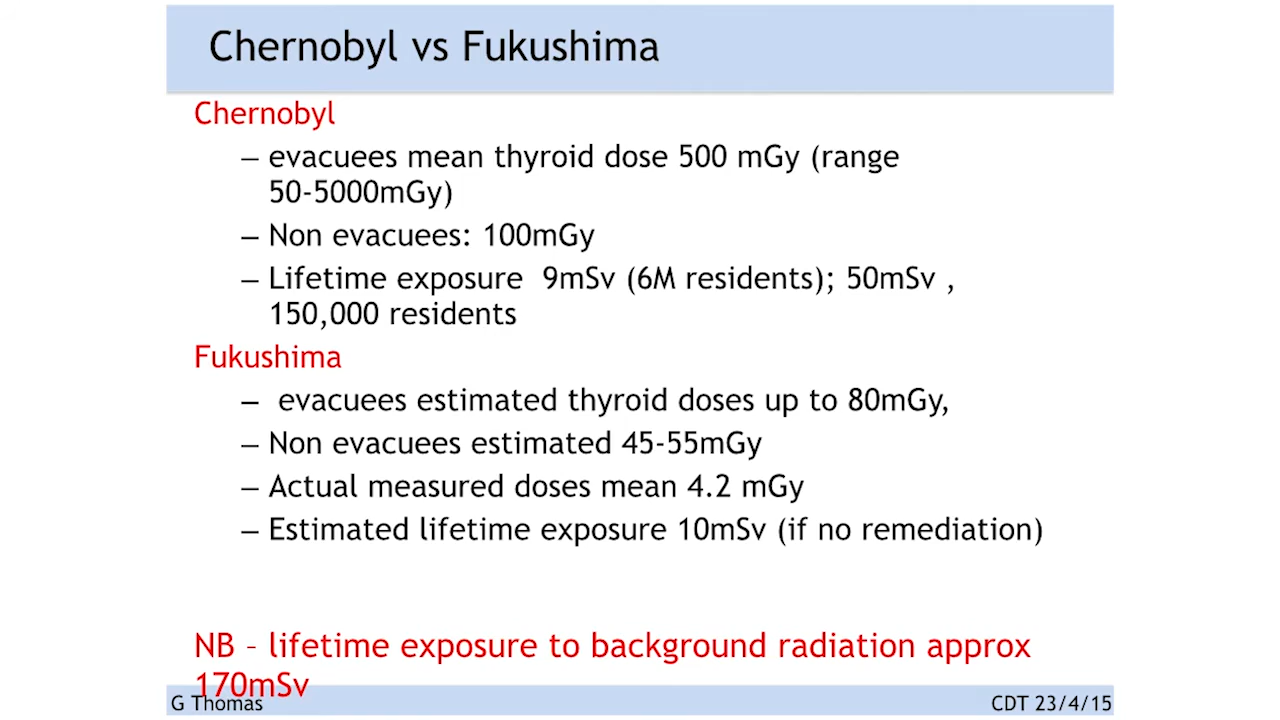 Chernobyl vs Fukushima
Chernobyl
– evacuees mean thyroid dose 500 mGy (range
50-5000mGy)
– Non evacuees: 100mGy
– Lifetime exposure  9mSv (6M residents); 50mSv ,
150,000 residents
Fukushima
–  evacuees estimated thyroid doses up to 80mGy,
– Non evacuees estimated 45-55mGy
– Actual measured doses mean 4.2 mGy
– Estimated lifetime exposure 10mSv (if no remediation)
NB – lifetime exposure to background radiation approx
170mSv
G Thomas
CDT 23/4/15